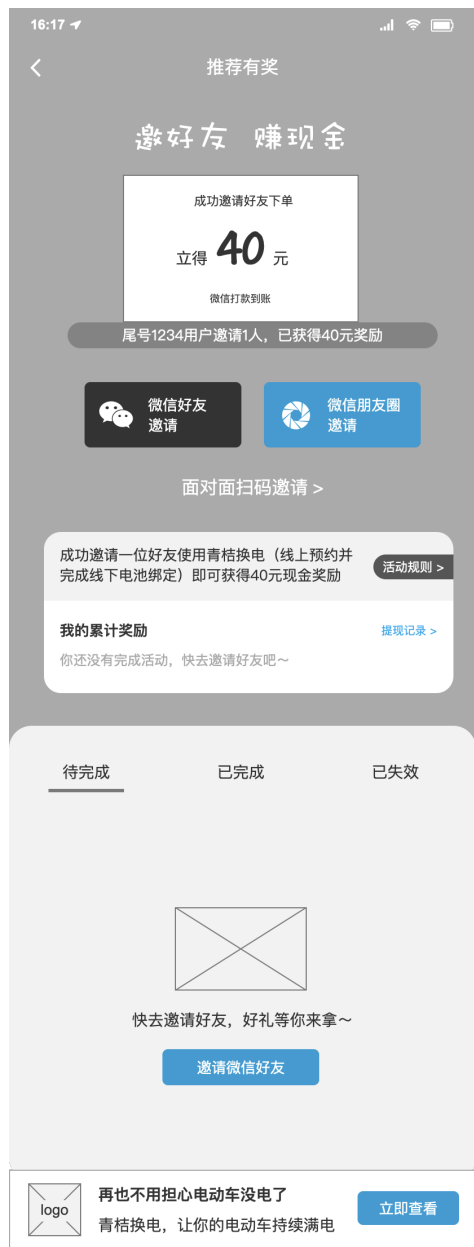 16:17
推荐有奖
邀好友 赚现金
成功邀请好友下单
立得 40 元
微信打款到账
尾号1234用户邀请1人，已获得40元奖励
微信好友
邀请
微信朋友圈
邀请
面对面扫码邀请 >
成功邀请一位好友使用青桔换电（线上预约并
完成线下电池绑定）即可获得40元现金奖励
活动规则 >
我的累计奖励
提现记录 >
你还没有完成活动，快去邀请好友吧～
待完成
已完成
已失效
快去邀请好友，好礼等你来拿～
邀请微信好友
logo
再也不用担心电动车没电了
青桔换电，让你的电动车持续满电
立即查看